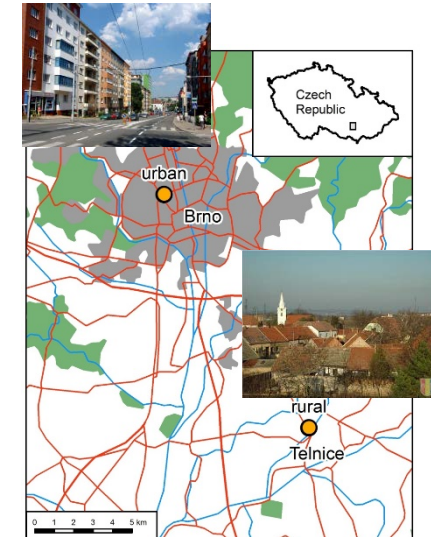 Czech
Republic
urban
Brno
rural
Telnice
0 1 2 3 4 5 km